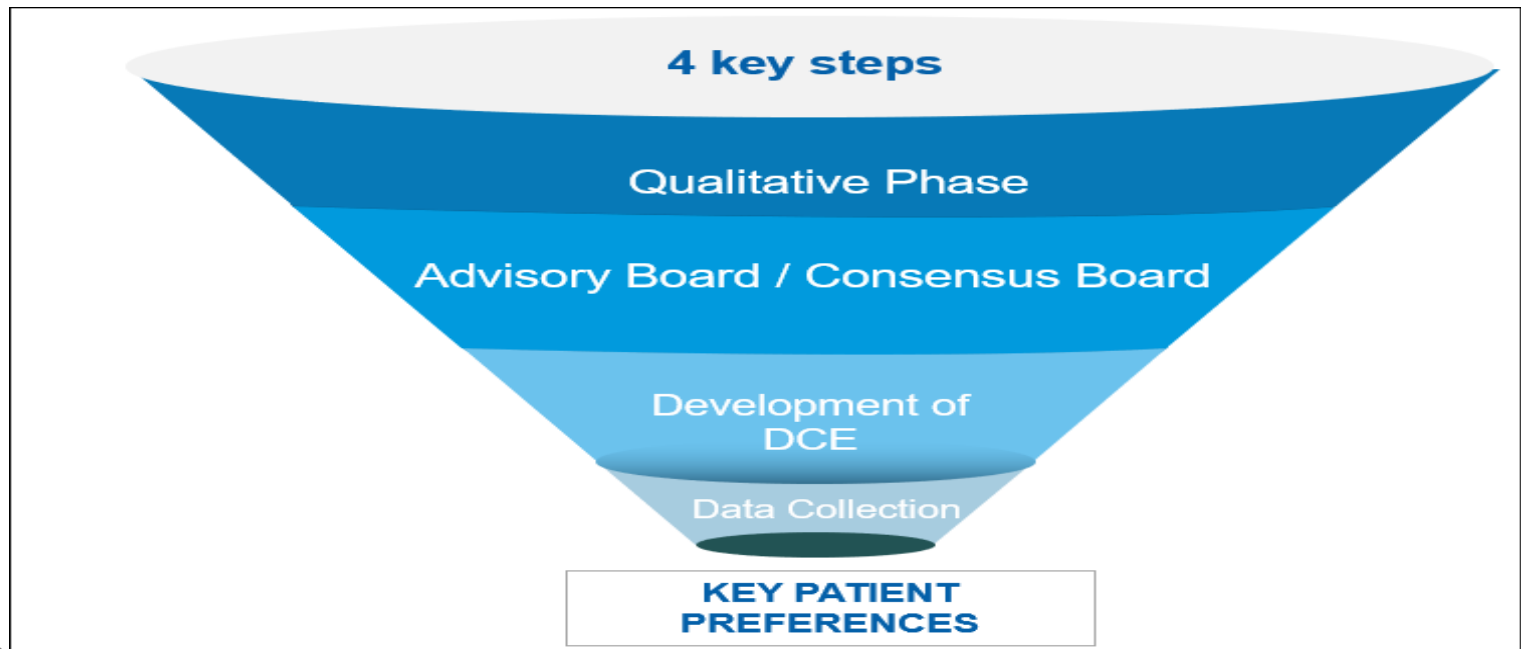 4 key steps
Qualitative Phase
Advisory Board / Consensus Board
Development of
DCE
Data Collection
KEY PATIENT
PREFERENCES